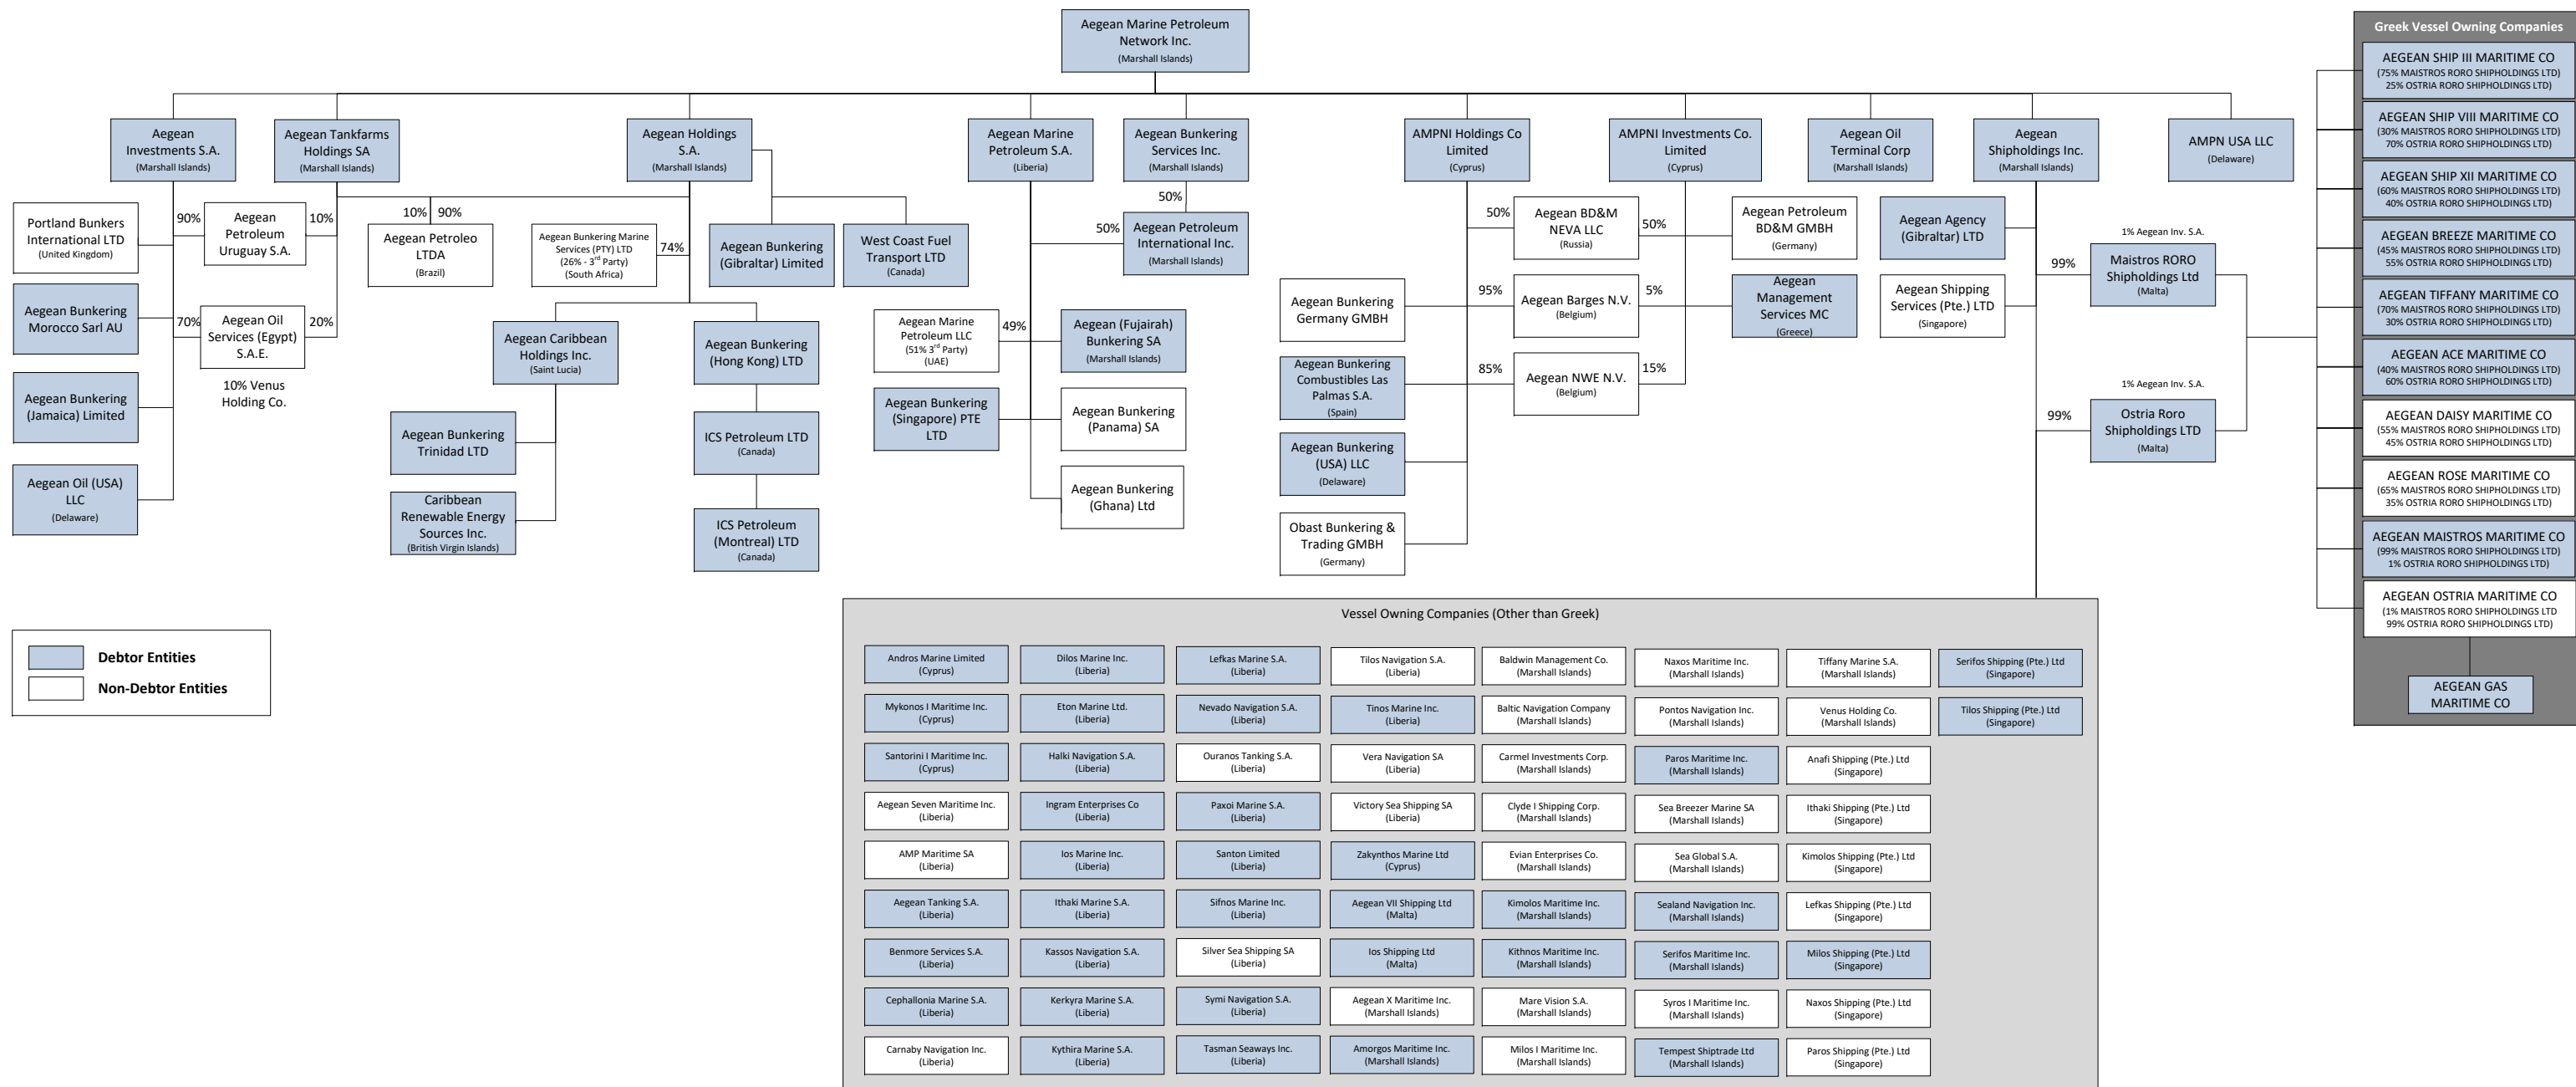 Aegean Marine Petroleum
Network Inc.
(Marshall Islands)
Aegean
Investments S.A.
(Marshall Islands)
Aegean Tankfarms
Holdings SA
(Marshall Islands)
Aegean Holdings
S.A.
(Marshall Islands)
Aegean Marine
Petroleum S.A.
(Liberia)
Aegean Bunkering
Services Inc.
(Marshall Islands)
AMPNI Holdings Co
Limited
(Cyprus)
AMPNI Investments Co.
Limited
(Cyprus)
Aegean Oil
Terminal Corp
(Marshall Islands)
Aegean
Shipholdings Inc.
(Marshall Islands)
AMPN USA LLC
(Delaware)
Portland Bunkers
International LTD
(United Kingdom)
90%
Aegean
Petroleum
Uruguay S.A.
10%
10%
90%
Aegean Petroleo
LTDA
(Brazil)
Aegean Bunkering Marine
Services (PTY) LTD
(26% - 3rd Party)
(South Africa)
74%
Aegean Bunkering
(Gibraltar) Limited
West Coast Fuel
Transport LTD
(Canada)
50%
50%
Aegean Petroleum
International Inc.
(Marshall Islands)
50%
Aegean BD&M
NEVA LLC
(Russia)
50%
Aegean Petroleum
BD&M GMBH
(Germany)
Aegean Agency
(Gibraltar) LTD
1% Aegean Inv. S.A.
99%
Maistros RORO
Shipholdings Ltd
(Malta)
Aegean Bunkering
Morocco Sarl AU
70%
Aegean Oil
Services (Egypt)
S.A.E.
20%
10% Venus
Holding Co.
Aegean Caribbean
Holdings Inc.
(Saint Lucia)
Aegean Bunkering
(Hong Kong) LTD
Aegean Marine
Petroleum LLC
(51% 3rd Party)
(UAE)
49%
Aegean (Fujairah)
Bunkering SA
(Marshall Islands)
Aegean Bunkering
Germany GMBH
95%
Aegean Barges N.V.
(Belgium)
5%
Aegean
Management
Services MC
(Greece)
Aegean Shipping
Services (Pte.) LTD
(Singapore)
Aegean Bunkering
(Jamaica) Limited
Aegean Bunkering
Trinidad LTD
ICS Petroleum LTD
(Canada)
Aegean Bunkering
(Singapore) PTE
LTD
Aegean Bunkering
(Panama) SA
Aegean Bunkering
Combustibles Las
Palmas S.A.
(Spain)
85%
Aegean NWE N.V.
(Belgium)
15%
1% Aegean Inv. S.A.
99%
Ostria Roro
Shipholdings LTD
(Malta)
Aegean Oil (USA)
LLC
(Delaware)
Caribbean
Renewable Energy
Sources Inc.
(British Virgin Islands)
ICS Petroleum
(Montreal) LTD
(Canada)
Aegean Bunkering
(Ghana) Ltd
Aegean Bunkering
(USA) LLC
(Delaware)
Obast Bunkering &
Trading GMBH
(Germany)
Greek Vessel Owning Companies
AEGEAN SHIP III MARITIME CO
(75% MAISTROS RORO SHIPHOLDINGS LTD)
25% OSTRIA RORO SHIPHOLDINGS LTD)
AEGEAN SHIP VIII MARITIME CO
(30% MAISTROS RORO SHIPHOLDINGS LTD)
70% OSTRIA RORO SHIPHOLDINGS LTD)
AEGEAN SHIP XII MARITIME CO
(60% MAISTROS RORO SHIPHOLDINGS LTD)
40% OSTRIA RORO SHIPHOLDINGS LTD)
AEGEAN BREEZE MARITIME CO
(45% MAISTROS RORO SHIPHOLDINGS LTD)
55% OSTRIA RORO SHIPHOLDINGS LTD)
AEGEAN TIFFANY MARITIME CO
(70% MAISTROS RORO SHIPHOLDINGS LTD)
30% OSTRIA RORO SHIPHOLDINGS LTD)
AEGEAN ACE MARITIME CO
(40% MAISTROS RORO SHIPHOLDINGS LTD)
60% OSTRIA RORO SHIPHOLDINGS LTD)
AEGEAN DAISY MARITIME CO
(55% MAISTROS RORO SHIPHOLDINGS LTD)
45% OSTRIA RORO SHIPHOLDINGS LTD)
AEGEAN ROSE MARITIME CO
(65% MAISTROS RORO SHIPHOLDINGS LTD)
35% OSTRIA RORO SHIPHOLDINGS LTD)
AEGEAN MAISTROS MARITIME CO
(99% MAISTROS RORO SHIPHOLDINGS LTD)
1% OSTRIA RORO SHIPHOLDINGS LTD)
AEGEAN OSTRIA MARITIME CO
(1% MAISTROS RORO SHIPHOLDINGS LTD
99% OSTRIA RORO SHIPHOLDINGS LTD)
AEGEAN GAS
MARITIME CO
Debtor Entities
Non-Debtor Entities
Vessel Owning Companies (Other than Greek)
Andros Marine Limited
(Cyprus)
Mykonos I Maritime Inc.
(Cyprus)
Santorini I Maritime Inc.
(Cyprus)
Aegean Seven Maritime Inc.
(Liberia)
AMP Maritime SA
(Liberia)
Aegean Tanking S.A.
(Liberia)
Benmore Services S.A.
(Liberia)
Cephallonia Marine S.A.
(Liberia)
Carnaby Navigation Inc.
(Liberia)
Dilos Marine Inc.
(Liberia)
Eton Marine Ltd.
(Liberia)
Halki Navigation S.A.
(Liberia)
Ingram Enterprises Co
(Liberia)
Ios Marine Inc.
(Liberia)
Ithaki Marine S.A.
(Liberia)
Kassos Navigation S.A.
(Liberia)
Kerkyra Marine S.A.
(Liberia)
Kythira Marine S.A.
(Liberia)
Lefkas Marine S.A.
(Liberia)
Nevado Navigation S.A.
(Liberia)
Ouranos Tanking S.A.
(Liberia)
Paxoi Marine S.A.
(Liberia)
Santon Limited
(Liberia)
Sifnos Marine Inc.
(Liberia)
Silver Sea Shipping SA
(Liberia)
Symi Navigation S.A.
(Liberia)
Tasman Seaways Inc.
(Liberia)
Tilos Navigation S.A.
(Liberia)
Tinos Marine Inc.
(Liberia)
Vera Navigation SA
(Liberia)
Victory Sea Shipping SA
(Liberia)
Zakynthos Marine Ltd
(Cyprus)
Aegean VII Shipping Ltd
(Malta)
Ios Shipping Ltd
(Malta)
Aegean X Maritime Inc.
(Marshall Islands)
Amorgos Maritime Inc.
(Marshall Islands)
Baldwin Management Co.
(Marshall Islands)
Baltic Navigation Company
(Marshall Islands)
Carmel Investments Corp.
(Marshall Islands)
Clyde I Shipping Corp.
(Marshall Islands)
Evian Enterprises Co.
(Marshall Islands)
Kimolos Maritime Inc.
(Marshall Islands)
Kithnos Maritime Inc.
(Marshall Islands)
Mare Vision S.A.
(Marshall Islands)
Milos I Maritime Inc.
(Marshall Islands)
Naxos Maritime Inc.
(Marshall Islands)
Pontos Navigation Inc.
(Marshall Islands)
Paros Maritime Inc.
(Marshall Islands)
Sea Breezer Marine SA
(Marshall Islands)
Sea Global S.A.
(Marshall Islands)
Sealand Navigation Inc.
(Marshall Islands)
Serifos Maritime Inc.
(Marshall Islands)
Syros I Maritime Inc.
(Marshall Islands)
Tempest Shiptrade Ltd
(Marshall Islands)
Tiffany Marine S.A.
(Marshall Islands)
Venus Holding Co.
(Marshall Islands)
Anafi Shipping (Pte.) Ltd
(Singapore)
Ithaki Shipping (Pte.) Ltd
(Singapore)
Kimolos Shipping (Pte.) Ltd
(Singapore)
Lefkas Shipping (Pte.) Ltd
(Singapore)
Milos Shipping (Pte.) Ltd
(Singapore)
Naxos Shipping (Pte.) Ltd
(Singapore)
Paros Shipping (Pte.) Ltd
(Singapore)
Serifos Shipping (Pte.) Ltd
(Singapore)
Tilos Shipping (Pte.) Ltd
(Singapore)